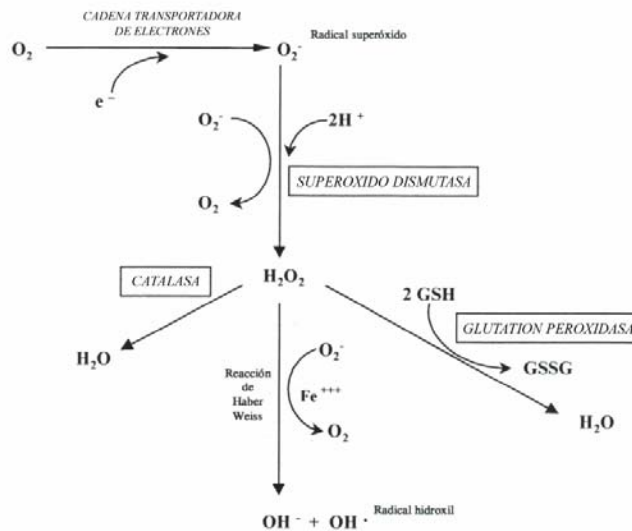 CADENA TRANSPORTADORA
DE ELECTRONES
O₂
O₂⁻
Radical superóxido
e⁻
O₂⁻
2H⁺
SUPEROXIDO DISMUTASA
O₂
CATALASA
H₂O₂
2 GSH
GLUTATION PEROXIDASA
H₂O
O₂⁻
GSSG
Reacción
de
Haber
Weiss
Fe⁺⁺⁺
O₂
H₂O
OH⁻ + OH· Radical hidroxil